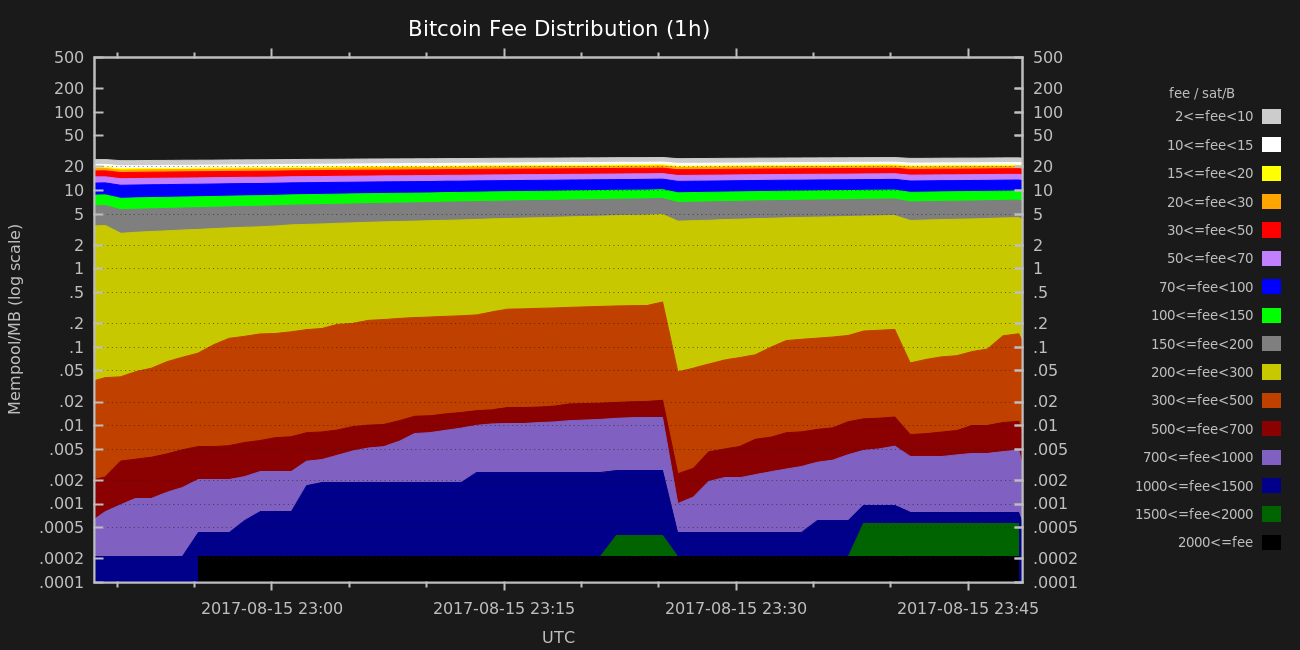 Bitcoin Fee Distribution (1h)
500 500
200 200
100 100
50 50
20 20
10 10
5 5
2 2
1 1
.5 .5
.2 .2
.1 .1
.05 .05
.02 .02
.01 .01
.005 .005
.002 .002
.001 .001
.0005 .0005
.0002 .0002
.0001 .0001
Mempool/MB (log scale)
2017-08-15 23:00 2017-08-15 23:15 2017-08-15 23:30 2017-08-15 23:45
UTC
fee / sat/B
2<=fee<10
10<=fee<15
15<=fee<20
20<=fee<30
30<=fee<50
50<=fee<70
70<=fee<100
100<=fee<150
150<=fee<200
200<=fee<300
300<=fee<500
500<=fee<700
700<=fee<1000
1000<=fee<1500
1500<=fee<2000
2000<=fee